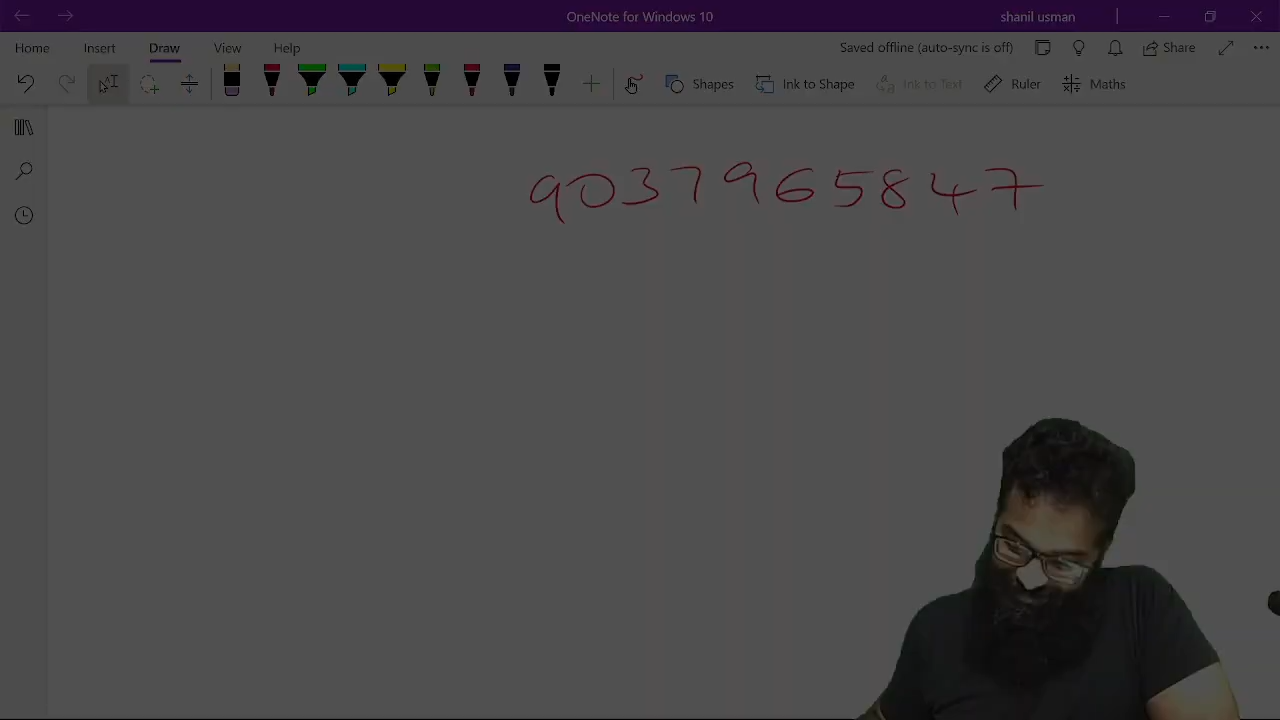 OneNote for Windows 10
shanil usman
Home Insert Draw View Help
Saved offline (auto-sync is off)
Share
Shapes
Ink to Shape
Ink to Text
Ruler
Maths
9037965847